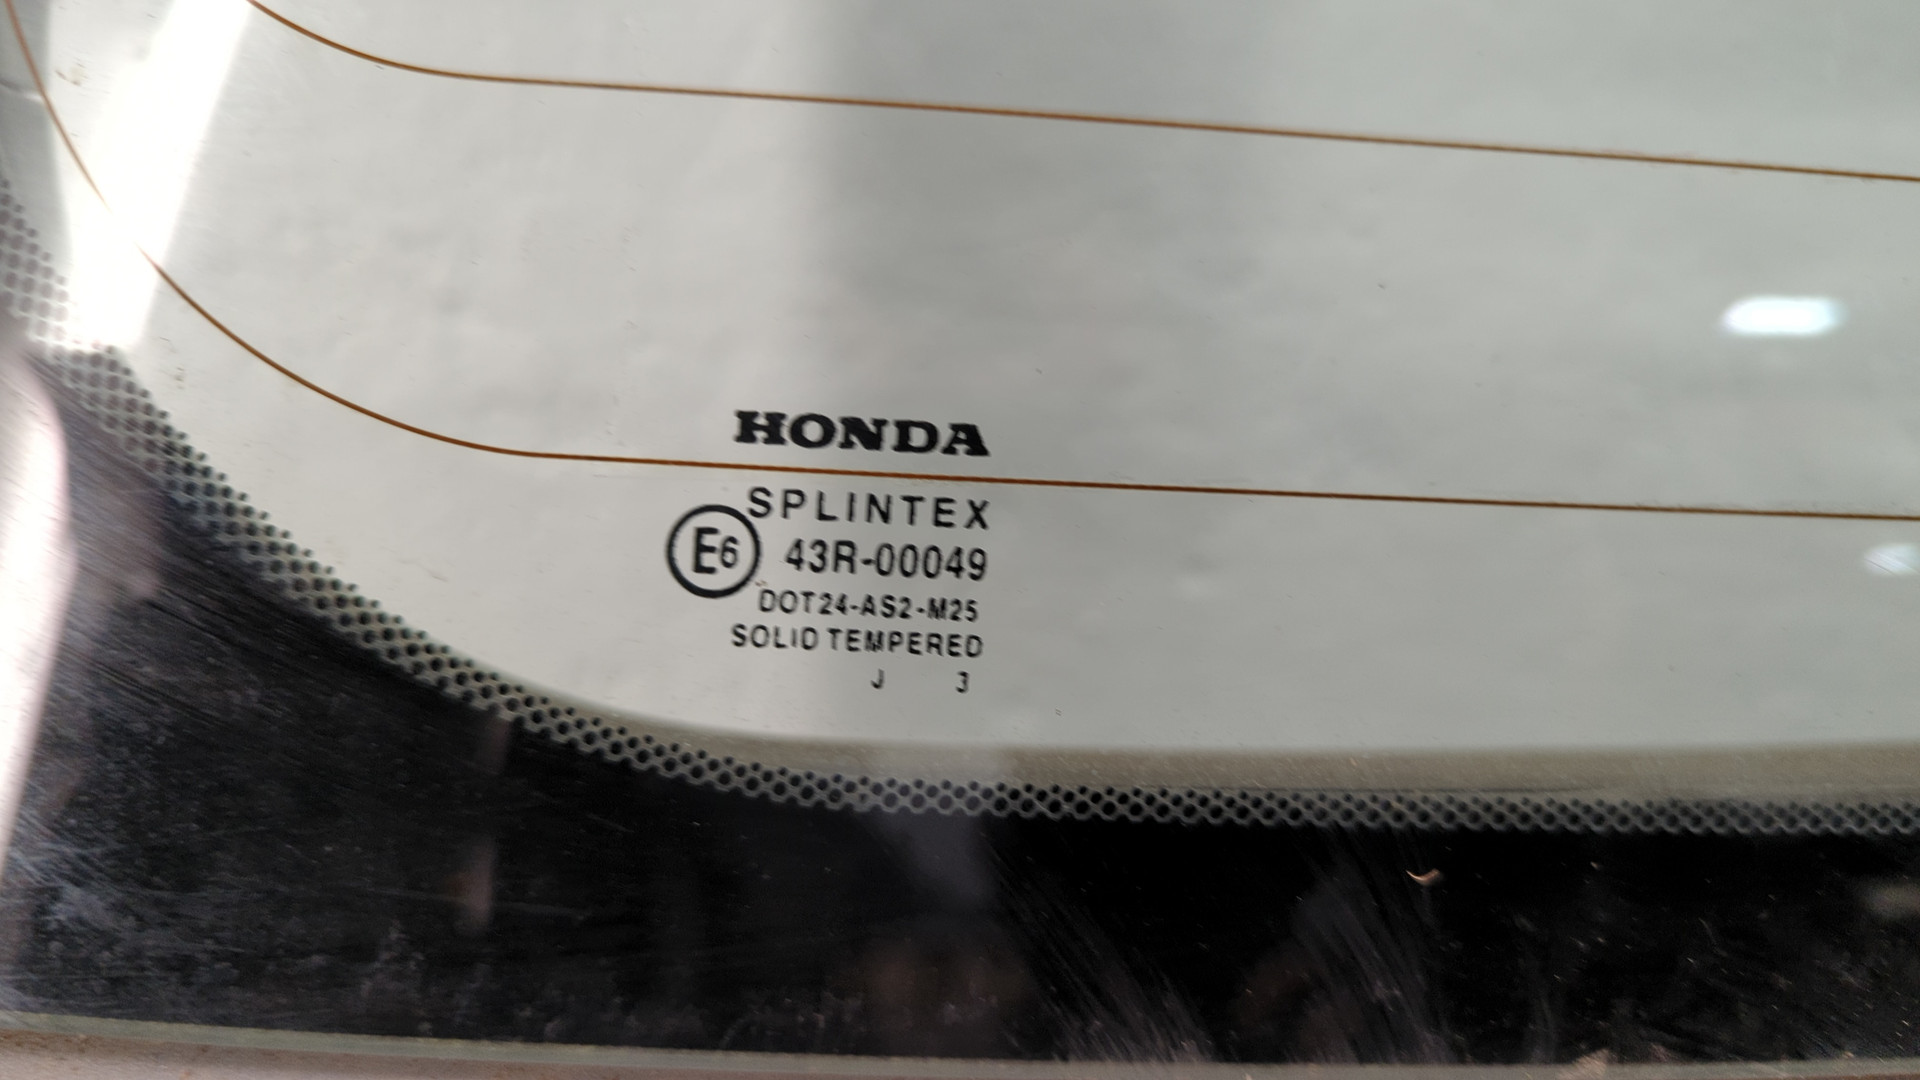 HONDA
SPLINTEX
E6 43R-00049
DOT24-AS2-M25
SOLID TEMPERED
J 3